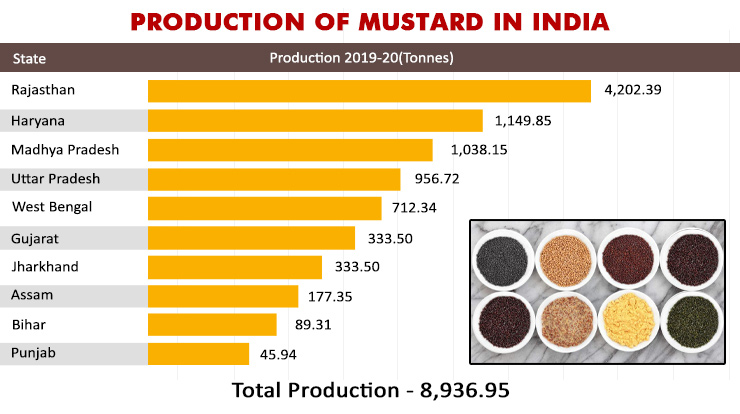 PRODUCTION OF MUSTARD IN INDIA
State Production 2019-20(Tonnes)
Rajasthan 4,202.39
Haryana 1,149.85
Madhya Pradesh 1,038.15
Uttar Pradesh 956.72
West Bengal 712.34
Gujarat 333.50
Jharkhand 333.50
Assam 177.35
Bihar 89.31
Punjab 45.94
Total Production - 8,936.95